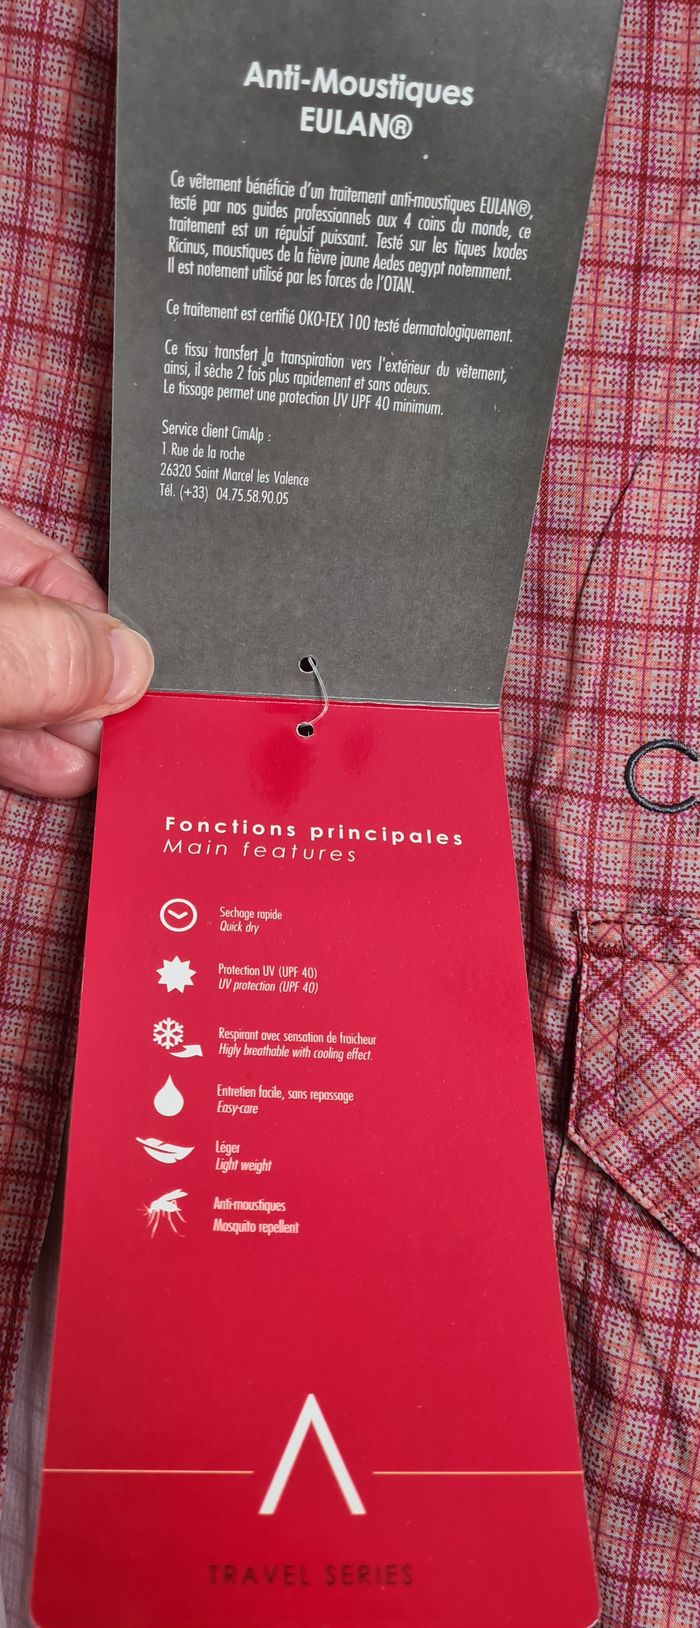 Anti-Moustiques
EULAN®
Ce vêtement bénéficie d'un traitement anti-moustiques EULAN®,
testé par nos guides professionnels aux 4 coins du monde, ce
traitement est un répulsif puissant. Testé sur les tiques Ixodes
Ricinus, moustiques de la fièvre jaune Aedes aegypt notemment.
Il est notement utilisé par les forces de l'OTAN.
Ce traitement est certifié OKO-TEX 100 testé dermatologiquement.
Ce tissu transfert la transpiration vers l'extérieur du vêtement,
ainsi, il sèche 2 fois plus rapidement et sans odeurs.
Le tissage permet une protection UV UPF 40 minimum.
Service client CimAlp :
1 Rue de la roche
26320 Saint Marcel les Valence
Tél. (+33) 04.75.58.90.05
Fonctions principales
Main features
Sechage rapide
Quick dry
Protection UV (UPF 40)
UV protection (UPF 40)
Respirant avec sensation de fraicheur
Higly breathable with cooling effect.
Entretien facile, sans repassage
Easy-care
Léger
Light weight
Anti-moustiques
Mosquito repellent
TRAVEL SERIES